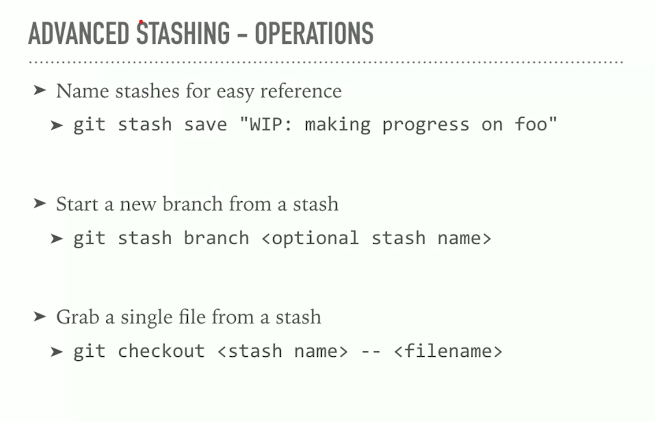 ADVANCED STASHING – OPERATIONS
➤ Name stashes for easy reference
➤ git stash save "WIP: making progress on foo"
➤ Start a new branch from a stash
➤ git stash branch <optional stash name>
➤ Grab a single file from a stash
➤ git checkout <stash name> -- <filename>